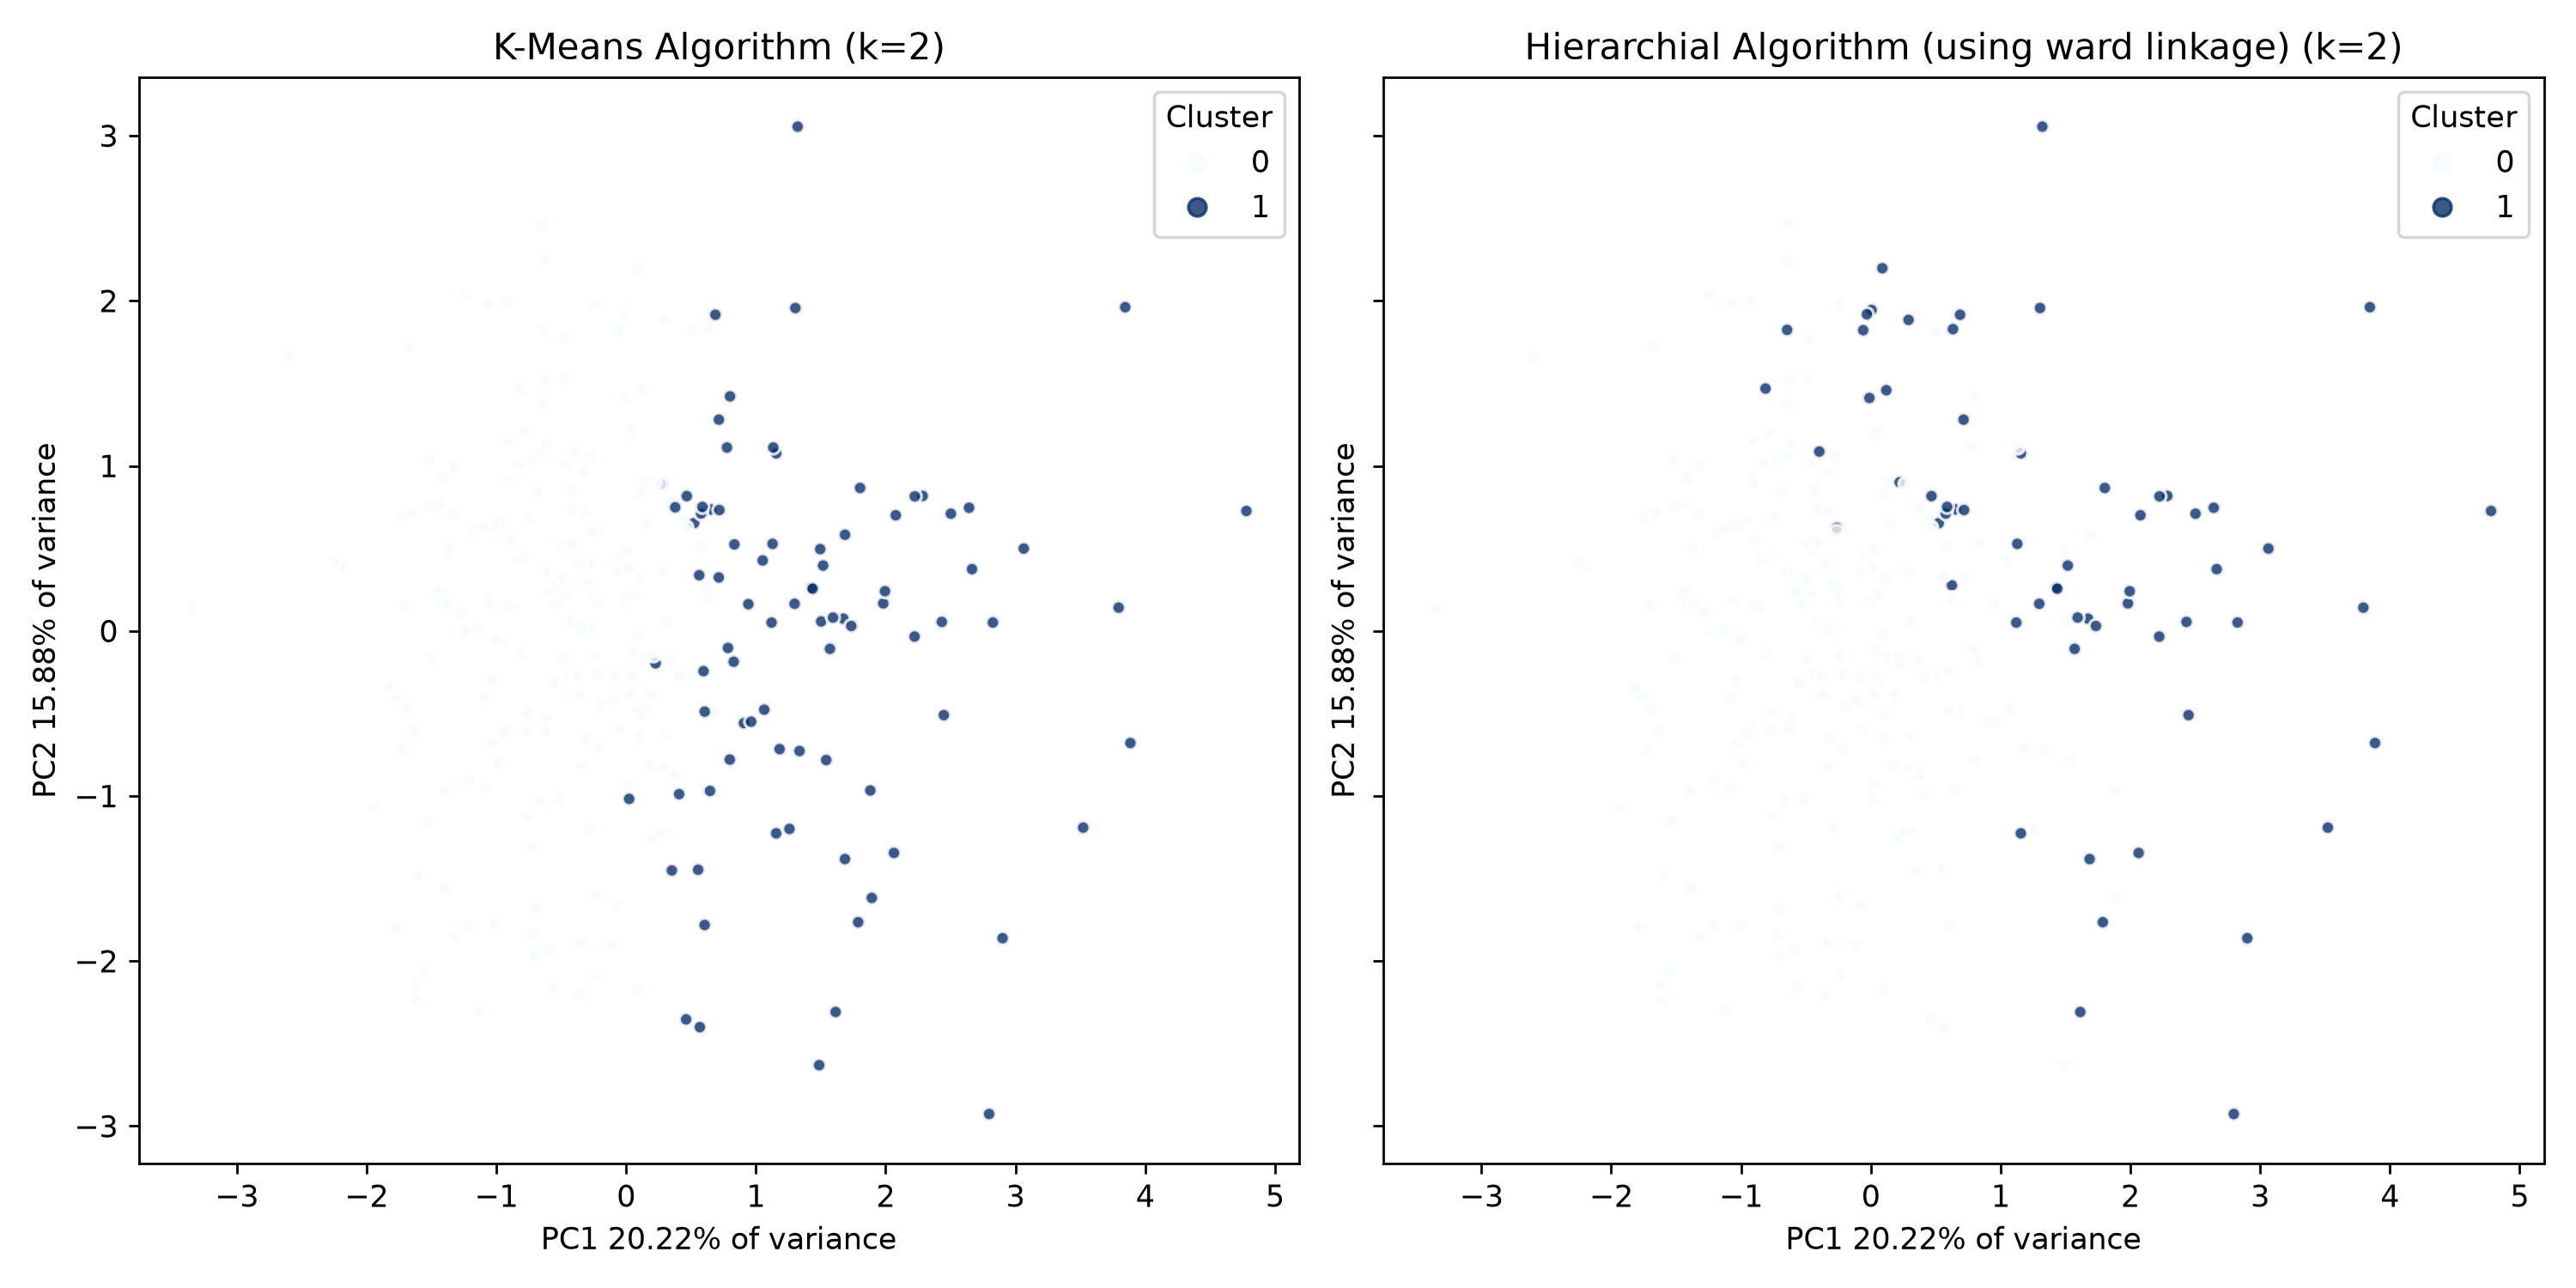 K-Means Algorithm (k=2)
Cluster
0
1
3
2
1
0
−1
−2
−3
PC2 15.88% of variance
−3 −2 −1 0 1 2 3 4 5
PC1 20.22% of variance
Hierarchial Algorithm (using ward linkage) (k=2)
Cluster
0
1
PC2 15.88% of variance
−3 −2 −1 0 1 2 3 4 5
PC1 20.22% of variance